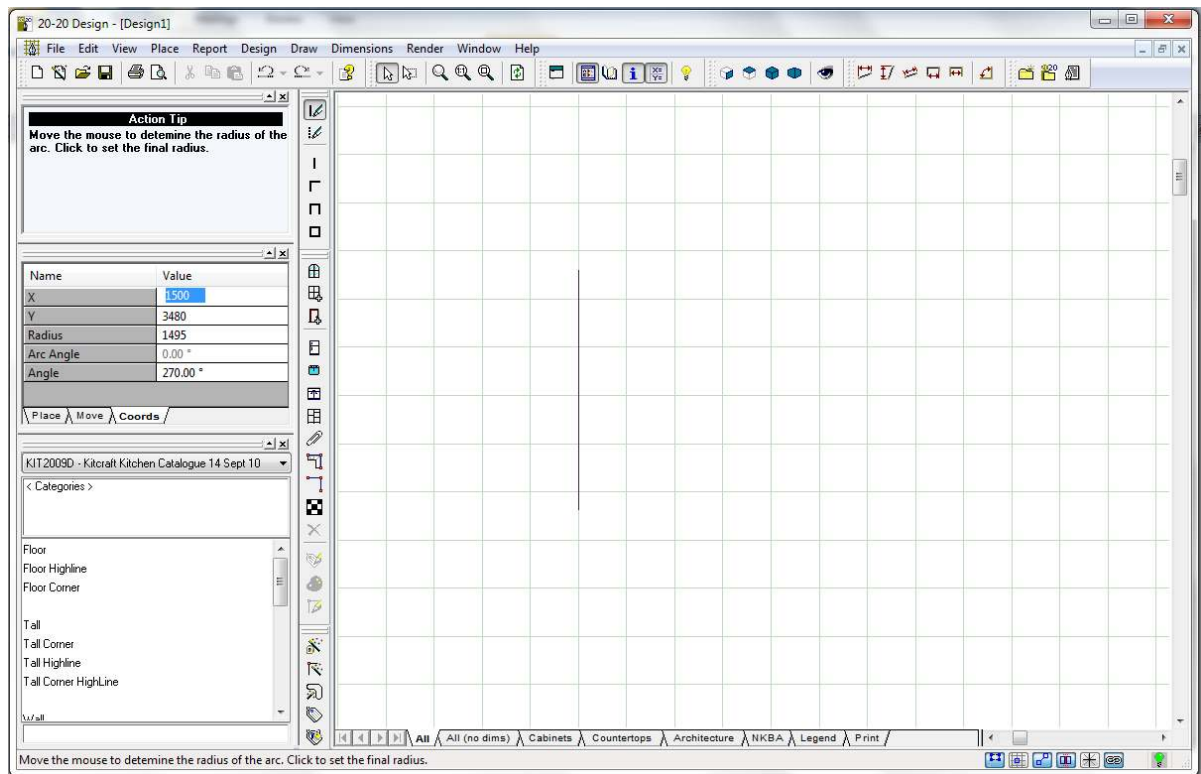 20-20 Design - [Design1]
File Edit View Place Report Design Draw Dimensions Render Window Help
Action Tip
Move the mouse to detemine the radius of the
arc. Click to set the final radius.
Name Value
X 1500
Y 3480
Radius 1495
Arc Angle 0.00 °
Angle 270.00 °
Place Move Coords
KIT2009D - Kitcraft Kitchen Catalogue 14 Sept 10
< Categories >
Floor
Floor Highline
Floor Corner
Tall
Tall Corner
Tall Highline
Tall Corner HighLine
Wall
All All (no dims) Cabinets Countertops Architecture NKBA Legend Print
Move the mouse to detemine the radius of the arc. Click to set the final radius.